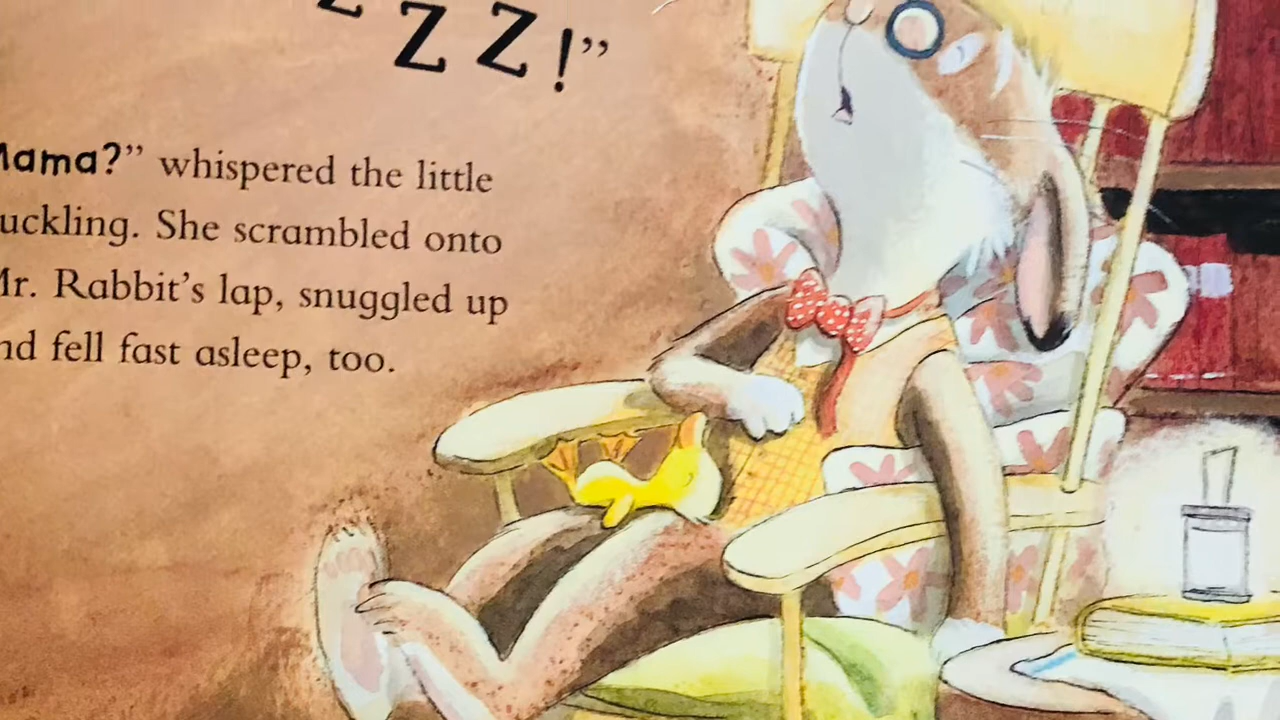 Z Z Z!”
Mama?” whispered the little
uckling. She scrambled onto
Mr. Rabbit’s lap, snuggled up
nd fell fast asleep, too.